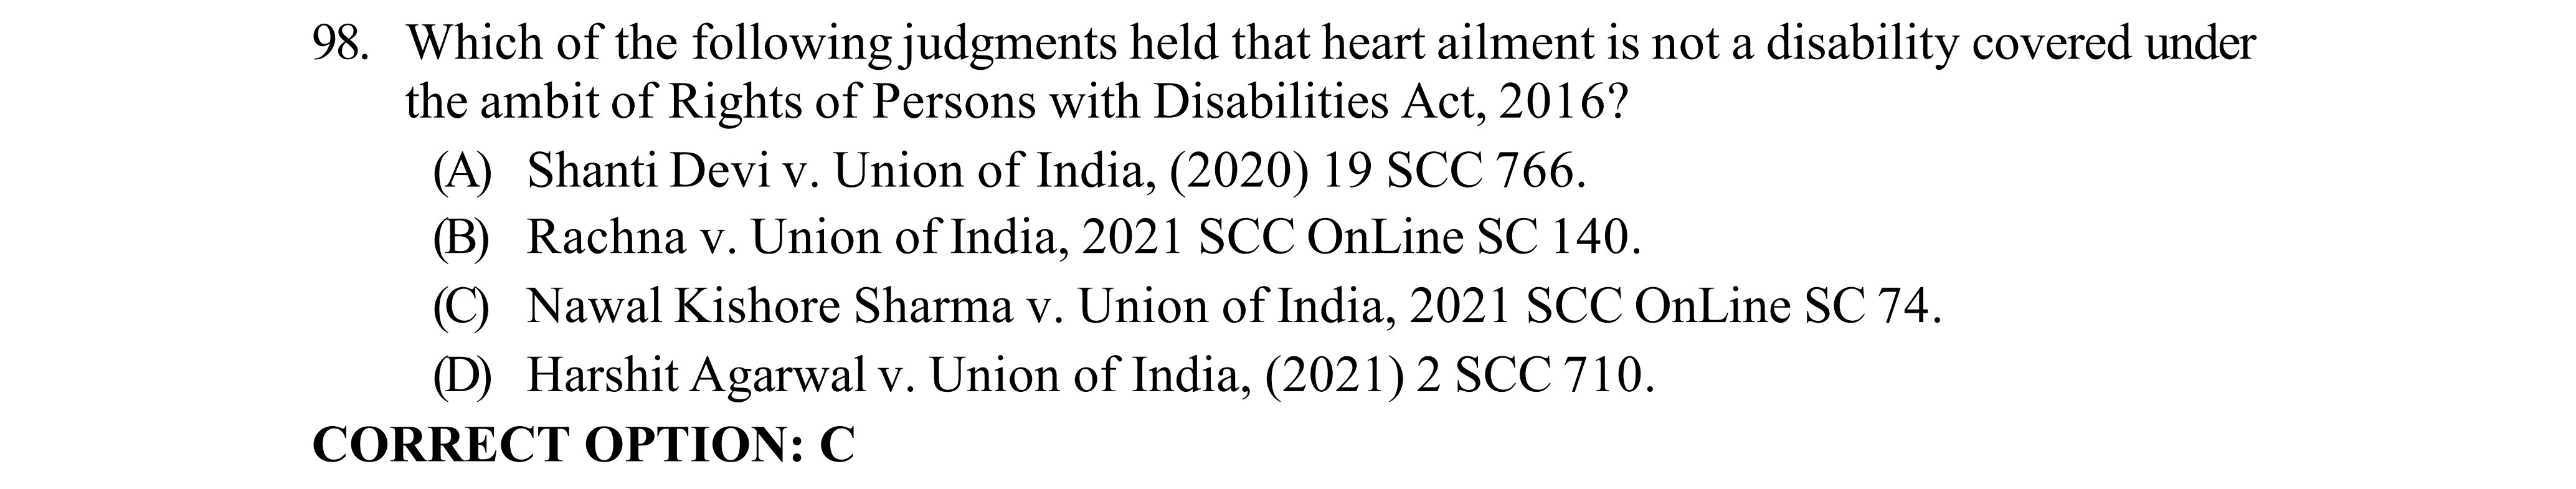 98. Which of the following judgments held that heart ailment is not a disability covered under
the ambit of Rights of Persons with Disabilities Act, 2016?
(A) Shanti Devi v. Union of India, (2020) 19 SCC 766.
(B) Rachna v. Union of India, 2021 SCC OnLine SC 140.
(C) Nawal Kishore Sharma v. Union of India, 2021 SCC OnLine SC 74.
(D) Harshit Agarwal v. Union of India, (2021) 2 SCC 710.
CORRECT OPTION: C